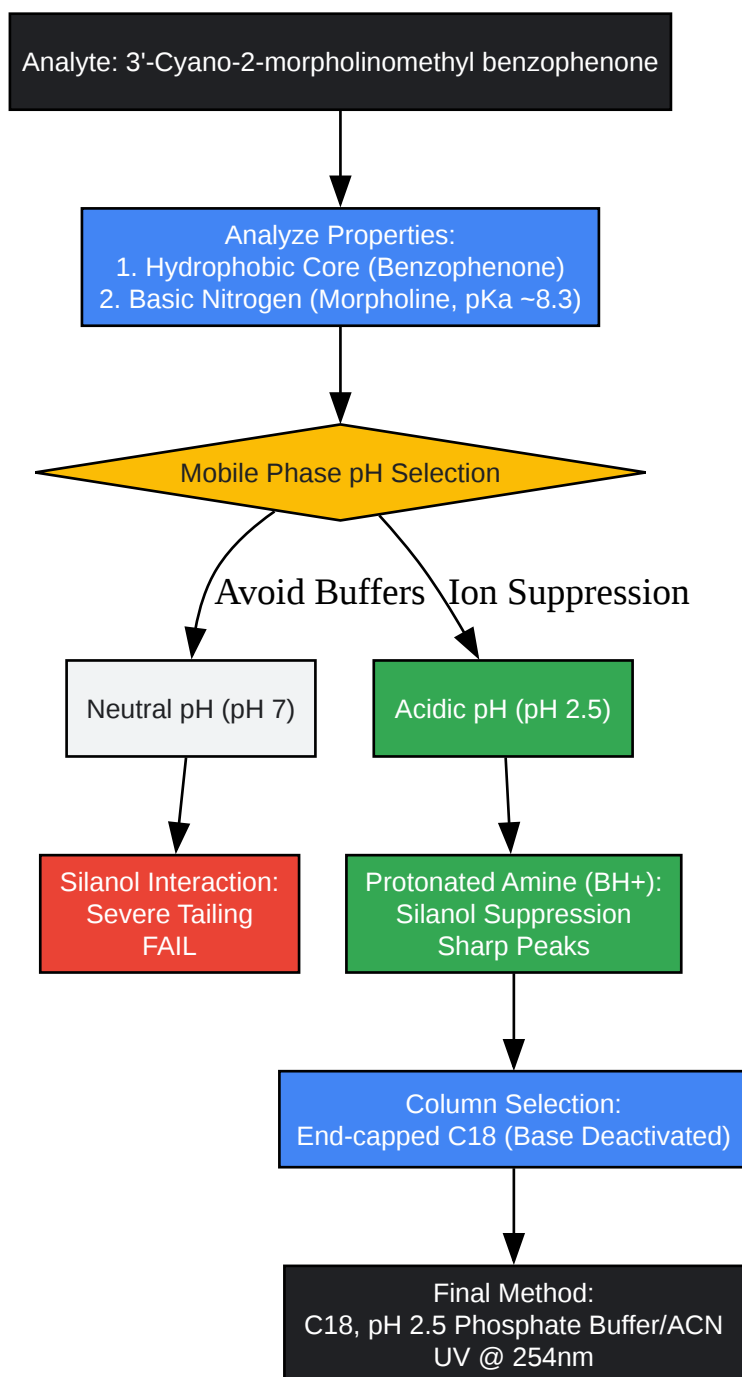 Analyte: 3'-Cyano-2-morpholinomethyl benzophenone
Analyze Properties:
1. Hydrophobic Core (Benzophenone)
2. Basic Nitrogen (Morpholine, pKa ~8.3)
Mobile Phase pH Selection
Avoid Buffers
Ion Suppression
Neutral pH (pH 7)
Acidic pH (pH 2.5)
Silanol Interaction:
Severe Tailing
FAIL
Protonated Amine (BH+):
Silanol Suppression
Sharp Peaks
Column Selection:
End-capped C18 (Base Deactivated)
Final Method:
C18, pH 2.5 Phosphate Buffer/ACN
UV @ 254nm